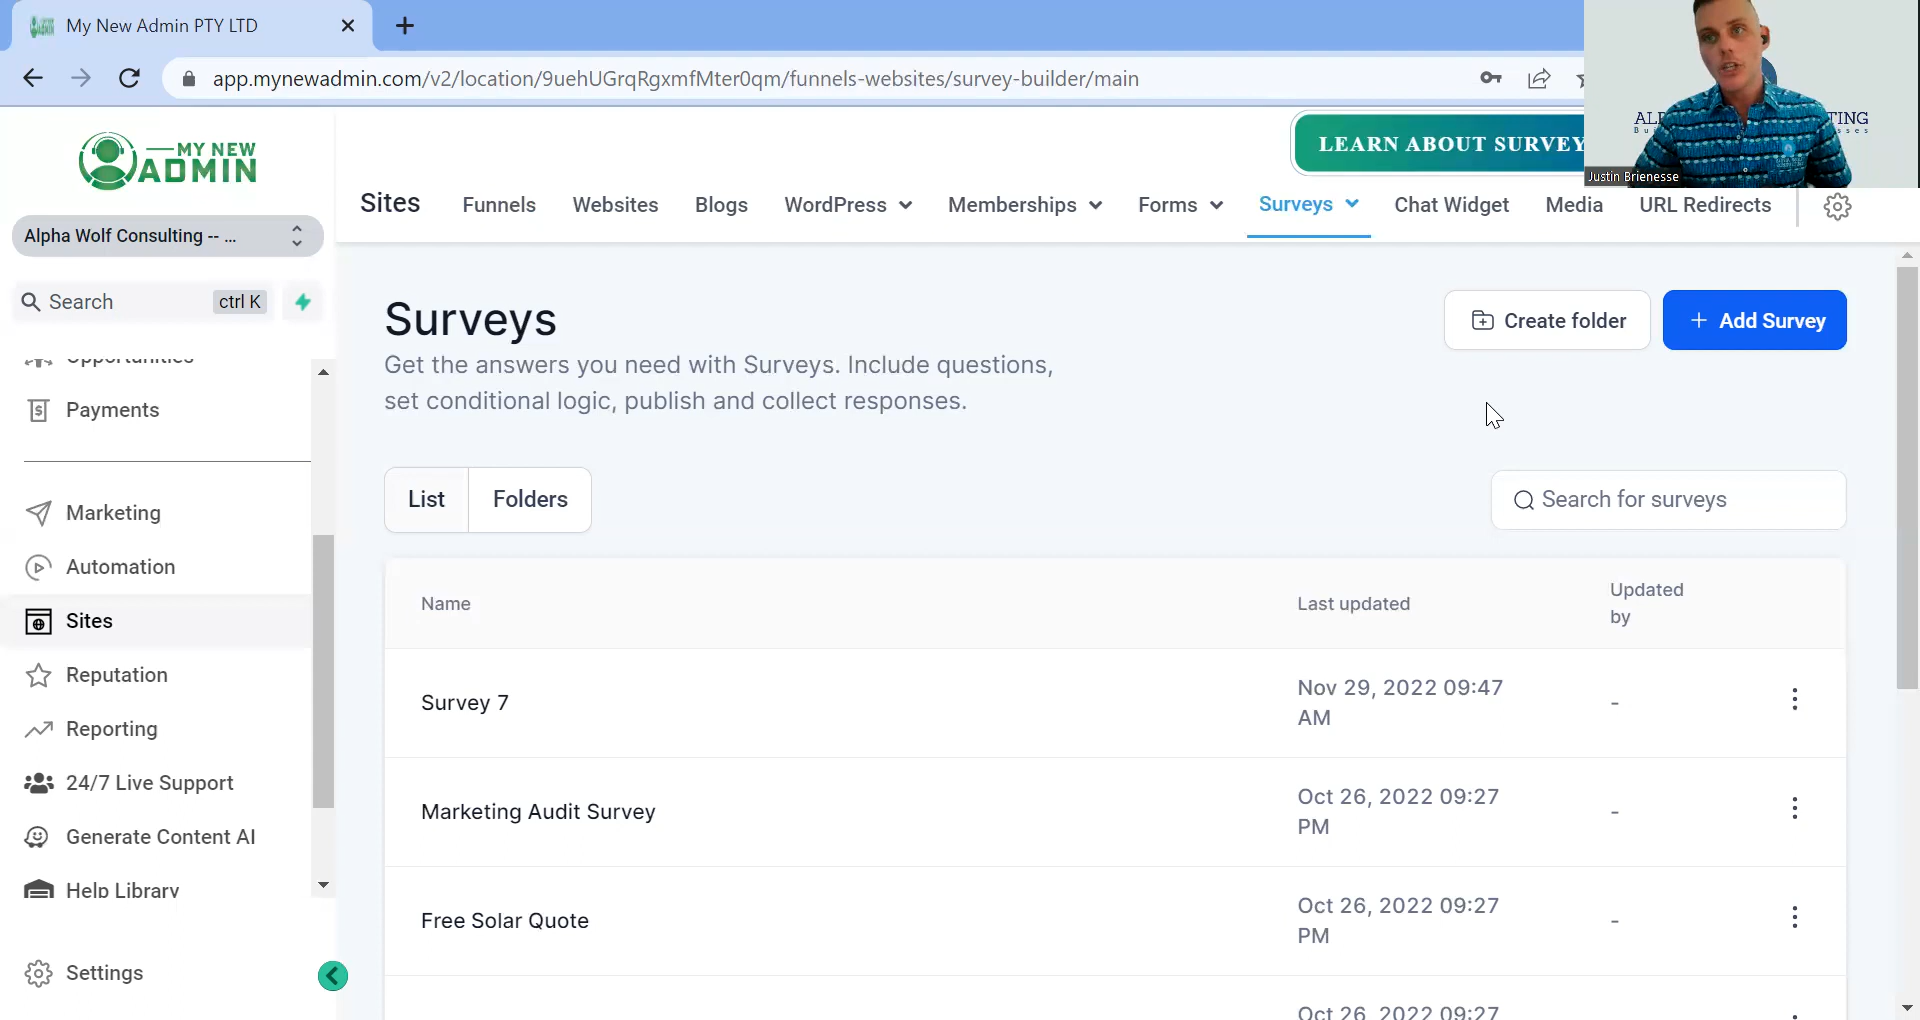 My New Admin PTY LTD
app.mynewadmin.com/v2/location/9uehUGrqRgxmfMter0qm/funnels-websites/survey-builder/main
MY NEW
ADMIN
LEARN ABOUT SURVEY
TING
Justin Brienesse
Alpha Wolf Consulting -- ...
Sites
Funnels
Websites
Blogs
WordPress
Memberships
Forms
Surveys
Chat Widget
Media
URL Redirects
Search
ctrl K
Opportunities
Payments
Marketing
Automation
Sites
Reputation
Reporting
24/7 Live Support
Generate Content AI
Help Library
Settings
Surveys
Get the answers you need with Surveys. Include questions,
set conditional logic, publish and collect responses.
Create folder
+ Add Survey
List
Folders
Search for surveys
Name
Last updated
Updated
by
Survey 7
Nov 29, 2022 09:47
AM
-
Marketing Audit Survey
Oct 26, 2022 09:27
PM
-
Free Solar Quote
Oct 26, 2022 09:27
PM
-
Oct 26, 2022 09:27